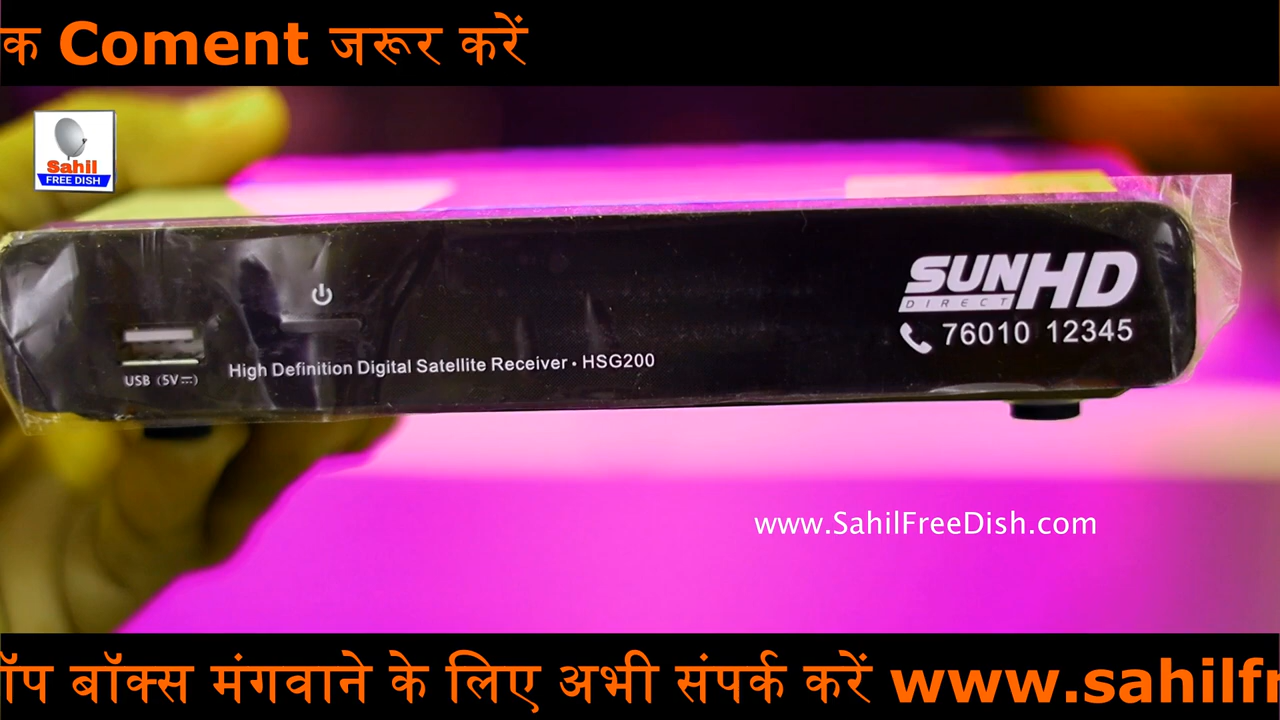 क Coment जरूर करें
Sahil
FREE DISH
SUN HD
DIRECT
76010 12345
USB (5V⎓)
High Definition Digital Satellite Receiver • HSG200
www.SahilFreeDish.com
ॉप बॉक्स मंगवाने के लिए अभी संपर्क करें www.sahilfr